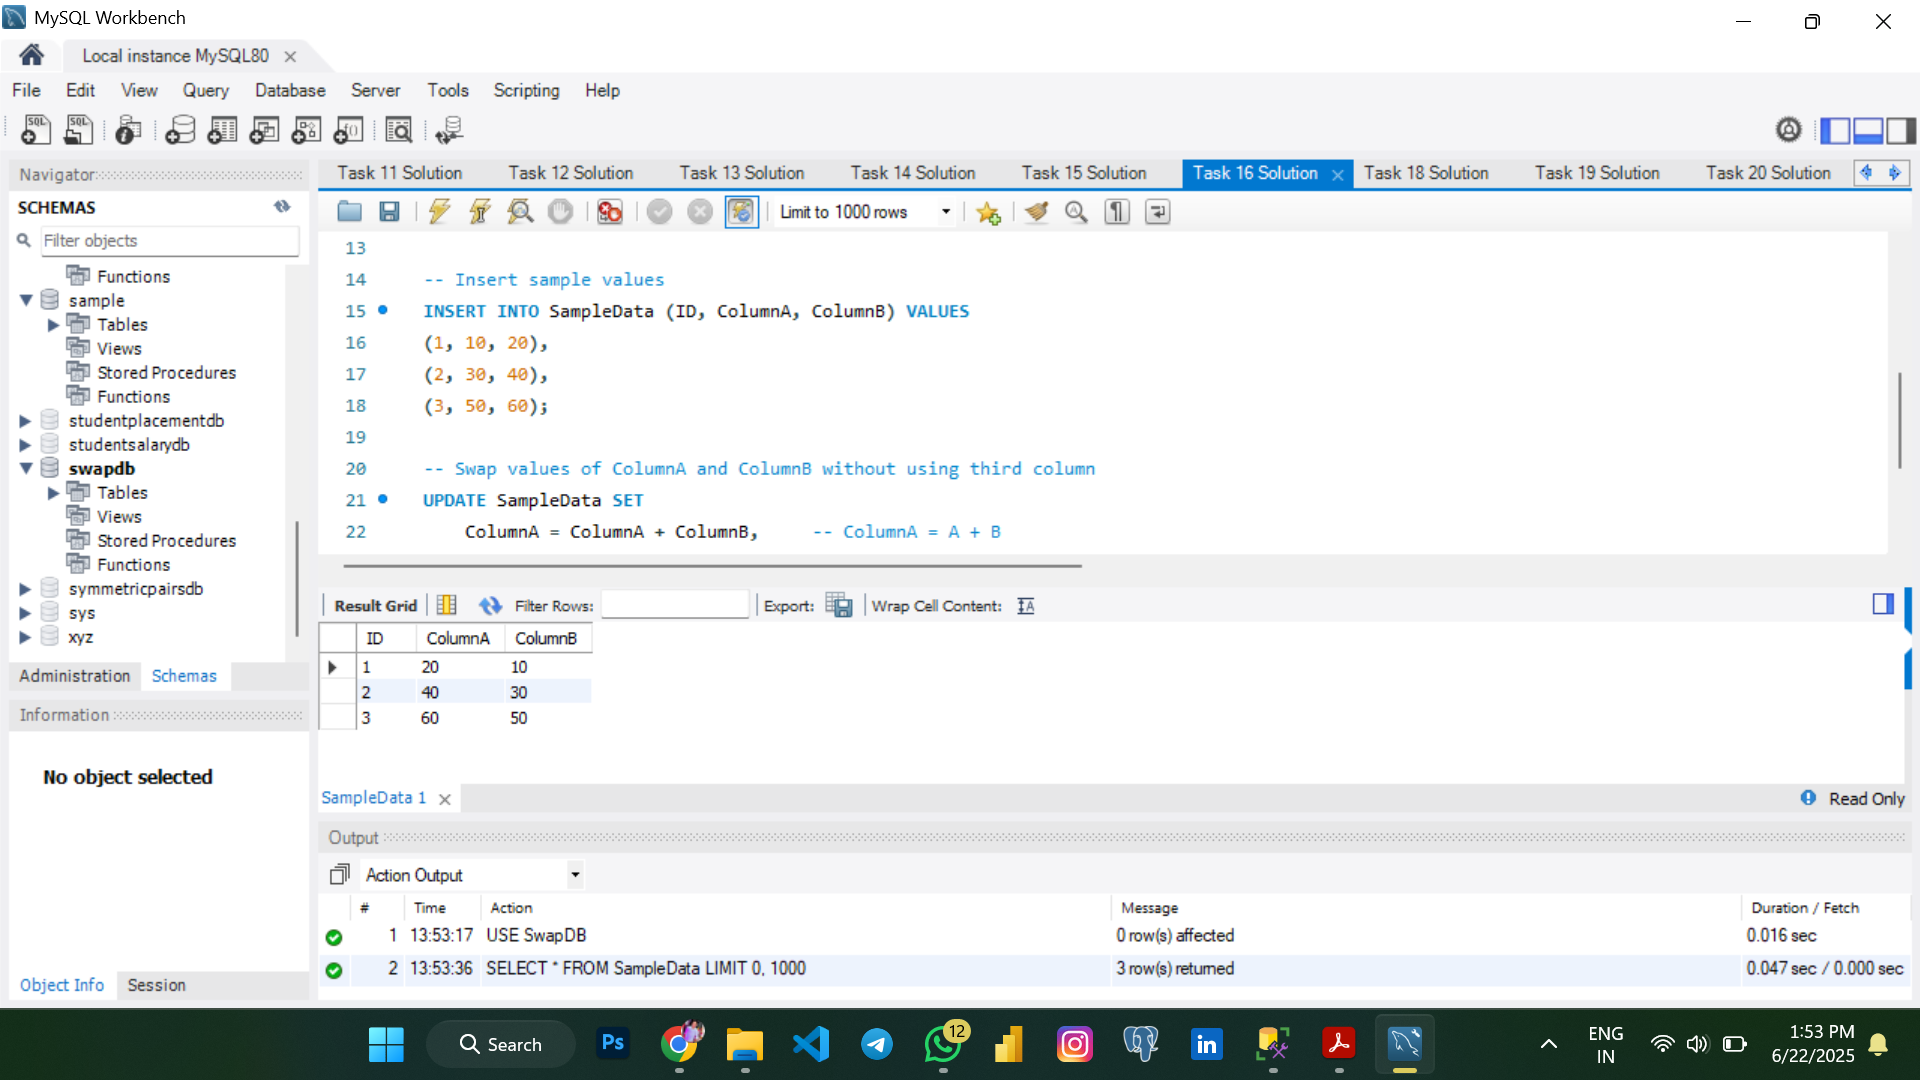 MySQL Workbench
Local instance MySQL80
File Edit View Query Database Server Tools Scripting Help
Navigator
SCHEMAS
Filter objects
Functions
sample
Tables
Views
Stored Procedures
Functions
studentplacementdb
studentsalarydb
swapdb
Tables
Views
Stored Procedures
Functions
symmetricpairsdb
sys
xyz
Administration Schemas
Information
No object selected
Object Info Session
Task 11 Solution Task 12 Solution Task 13 Solution Task 14 Solution Task 15 Solution Task 16 Solution Task 18 Solution Task 19 Solution Task 20 Solution
Limit to 1000 rows
13
14 -- Insert sample values
15 INSERT INTO SampleData (ID, ColumnA, ColumnB) VALUES
16 (1, 10, 20),
17 (2, 30, 40),
18 (3, 50, 60);
19
20 -- Swap values of ColumnA and ColumnB without using third column
21 UPDATE SampleData SET
22 ColumnA = ColumnA + ColumnB, -- ColumnA = A + B
Result Grid Filter Rows: Export: Wrap Cell Content:
ID ColumnA ColumnB
1 20 10
2 40 30
3 60 50
SampleData 1
Read Only
Output
Action Output
# Time Action Message Duration / Fetch
1 13:53:17 USE SwapDB 0 row(s) affected 0.016 sec
2 13:53:36 SELECT * FROM SampleData LIMIT 0, 1000 3 row(s) returned 0.047 sec / 0.000 sec
Search
Ps
12
in
ENG
IN
1:53 PM
6/22/2025